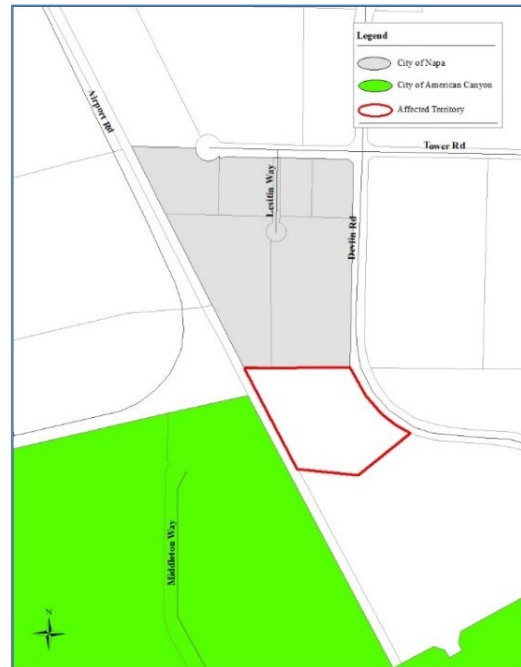 Legend
City of Napa
City of American Canyon
Affected Territory
Airport Rd
Tower Rd
Lesitin Way
Devlin Rd
Middleton Way
N